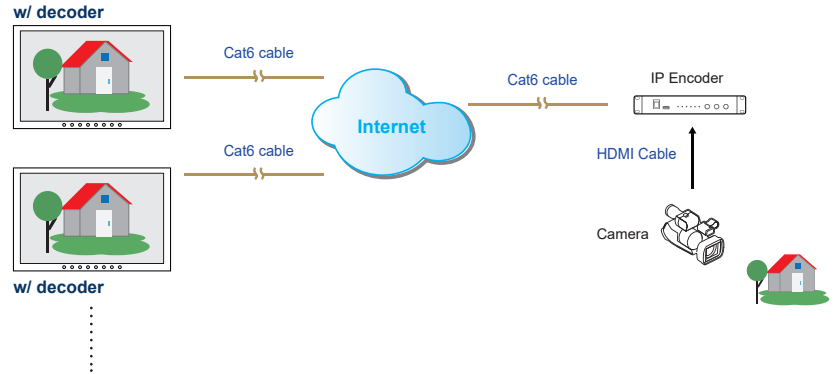 w/ decoder
Cat6 cable
Cat6 cable
IP Encoder
Internet
Cat6 cable
HDMI Cable
Camera
w/ decoder